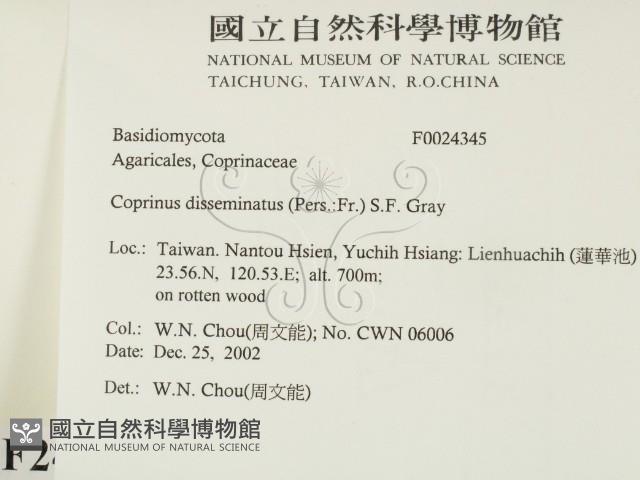 國立自然科學博物館
NATIONAL MUSEUM OF NATURAL SCIENCE
TAICHUNG, TAIWAN, R.O.CHINA
Basidiomycota F0024345
Agaricales, Coprinaceae
Coprinus disseminatus (Pers.:Fr.) S.F. Gray
Loc.: Taiwan. Nantou Hsien, Yuchih Hsiang: Lienhuachih (蓮華池)
23.56.N, 120.53.E; alt. 700m;
on rotten wood
Col.: W.N. Chou(周文能); No. CWN 06006
Date: Dec. 25, 2002
Det.: W.N. Chou(周文能)
國立自然科學博物館
NATIONAL MUSEUM OF NATURAL SCIENCE